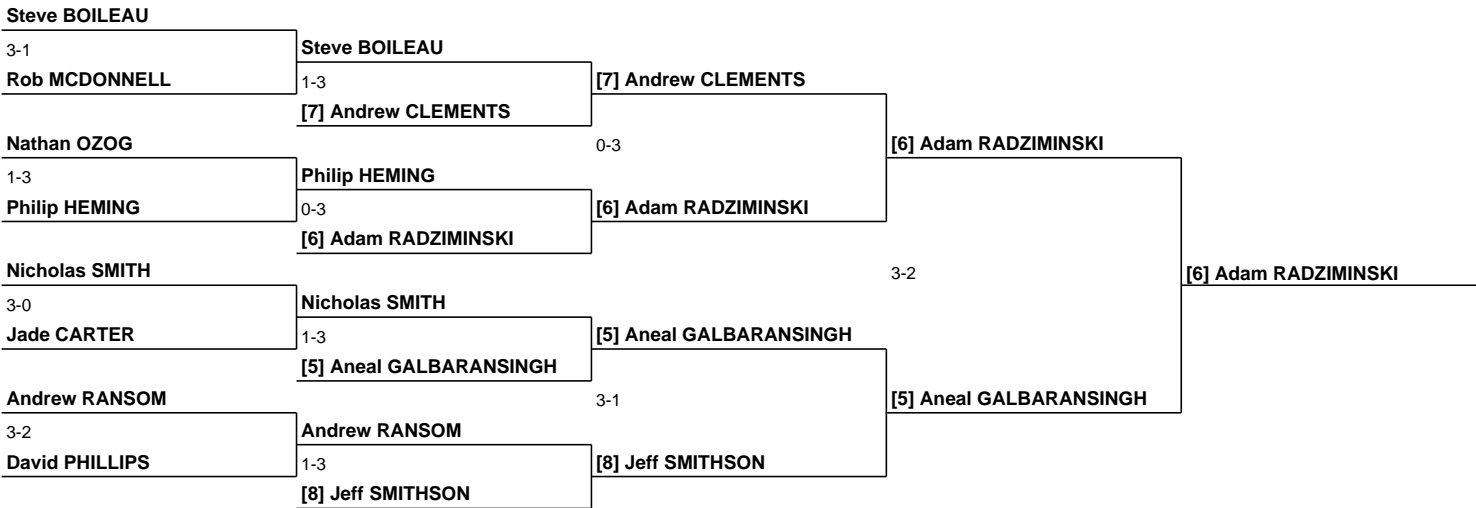 Steve BOILEAU
3-1
Steve BOILEAU
Rob MCDONNELL
1-3
[7] Andrew CLEMENTS
[7] Andrew CLEMENTS
Nathan OZOG
0-3
[6] Adam RADZIMINSKI
1-3
Philip HEMING
Philip HEMING
0-3
[6] Adam RADZIMINSKI
[6] Adam RADZIMINSKI
Nicholas SMITH
3-2
[6] Adam RADZIMINSKI
3-0
Nicholas SMITH
Jade CARTER
1-3
[5] Aneal GALBARANSINGH
[5] Aneal GALBARANSINGH
Andrew RANSOM
3-1
[5] Aneal GALBARANSINGH
3-2
Andrew RANSOM
David PHILLIPS
1-3
[8] Jeff SMITHSON
[8] Jeff SMITHSON